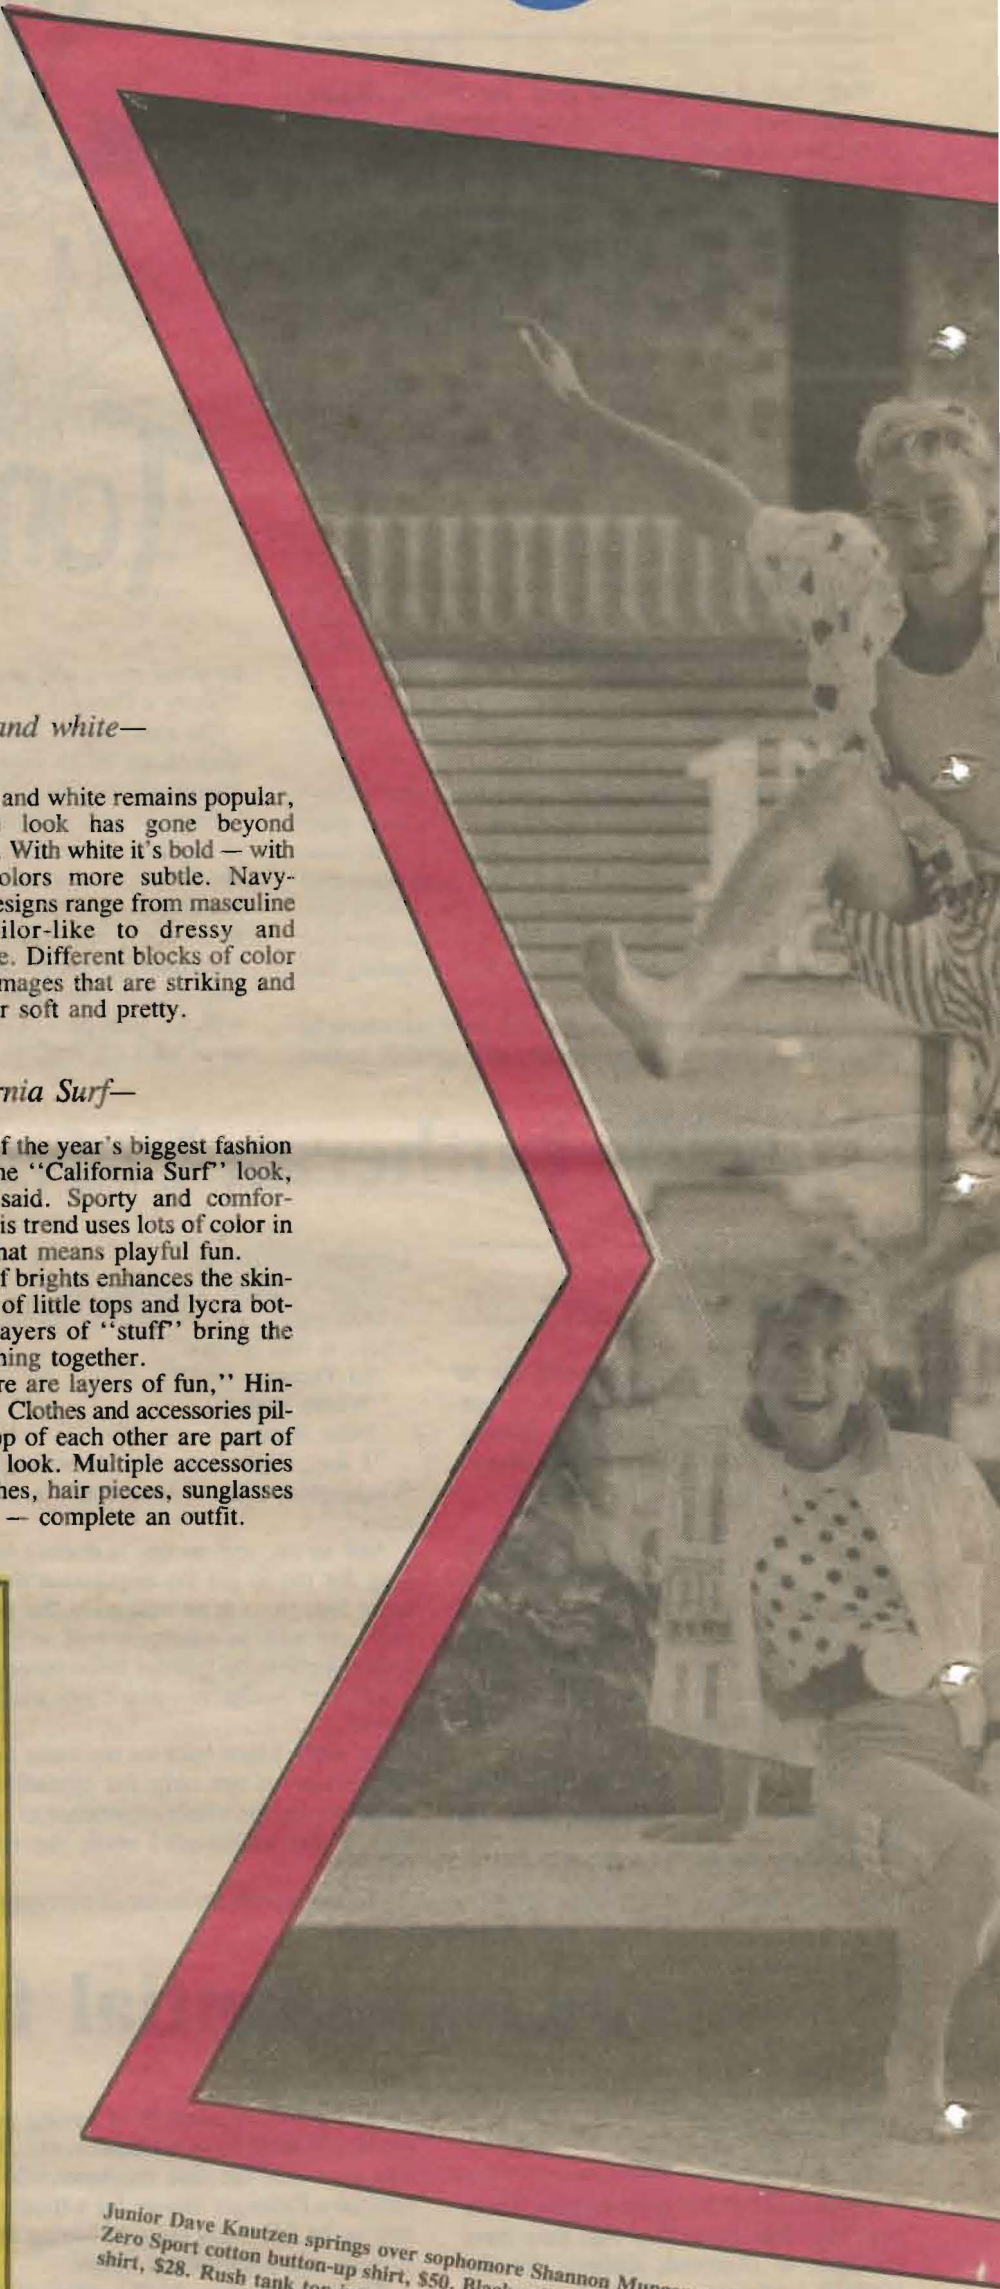 and white—
and white remains popular,
look has gone beyond
With white it's bold — with
olors more subtle. Navy-
esigns range from masculine
ilor-like to dressy and
e. Different blocks of color
mages that are striking and
r soft and pretty.
rnia Surf—
f the year's biggest fashion
he "California Surf" look,
said. Sporty and comfor-
is trend uses lots of color in
hat means playful fun.
f brights enhances the skin-
of little tops and lycra bot-
ayers of "stuff" bring the
hing together.
re are layers of fun," Hin-
Clothes and accessories pil-
op of each other are part of
look. Multiple accessories
hes, hair pieces, sunglasses
— complete an outfit.
ZERO
Junior Dave Knutzen springs over sophomore Shannon
Zero Sport cotton button-up shirt, $50.
shirt, $28. Rush tank